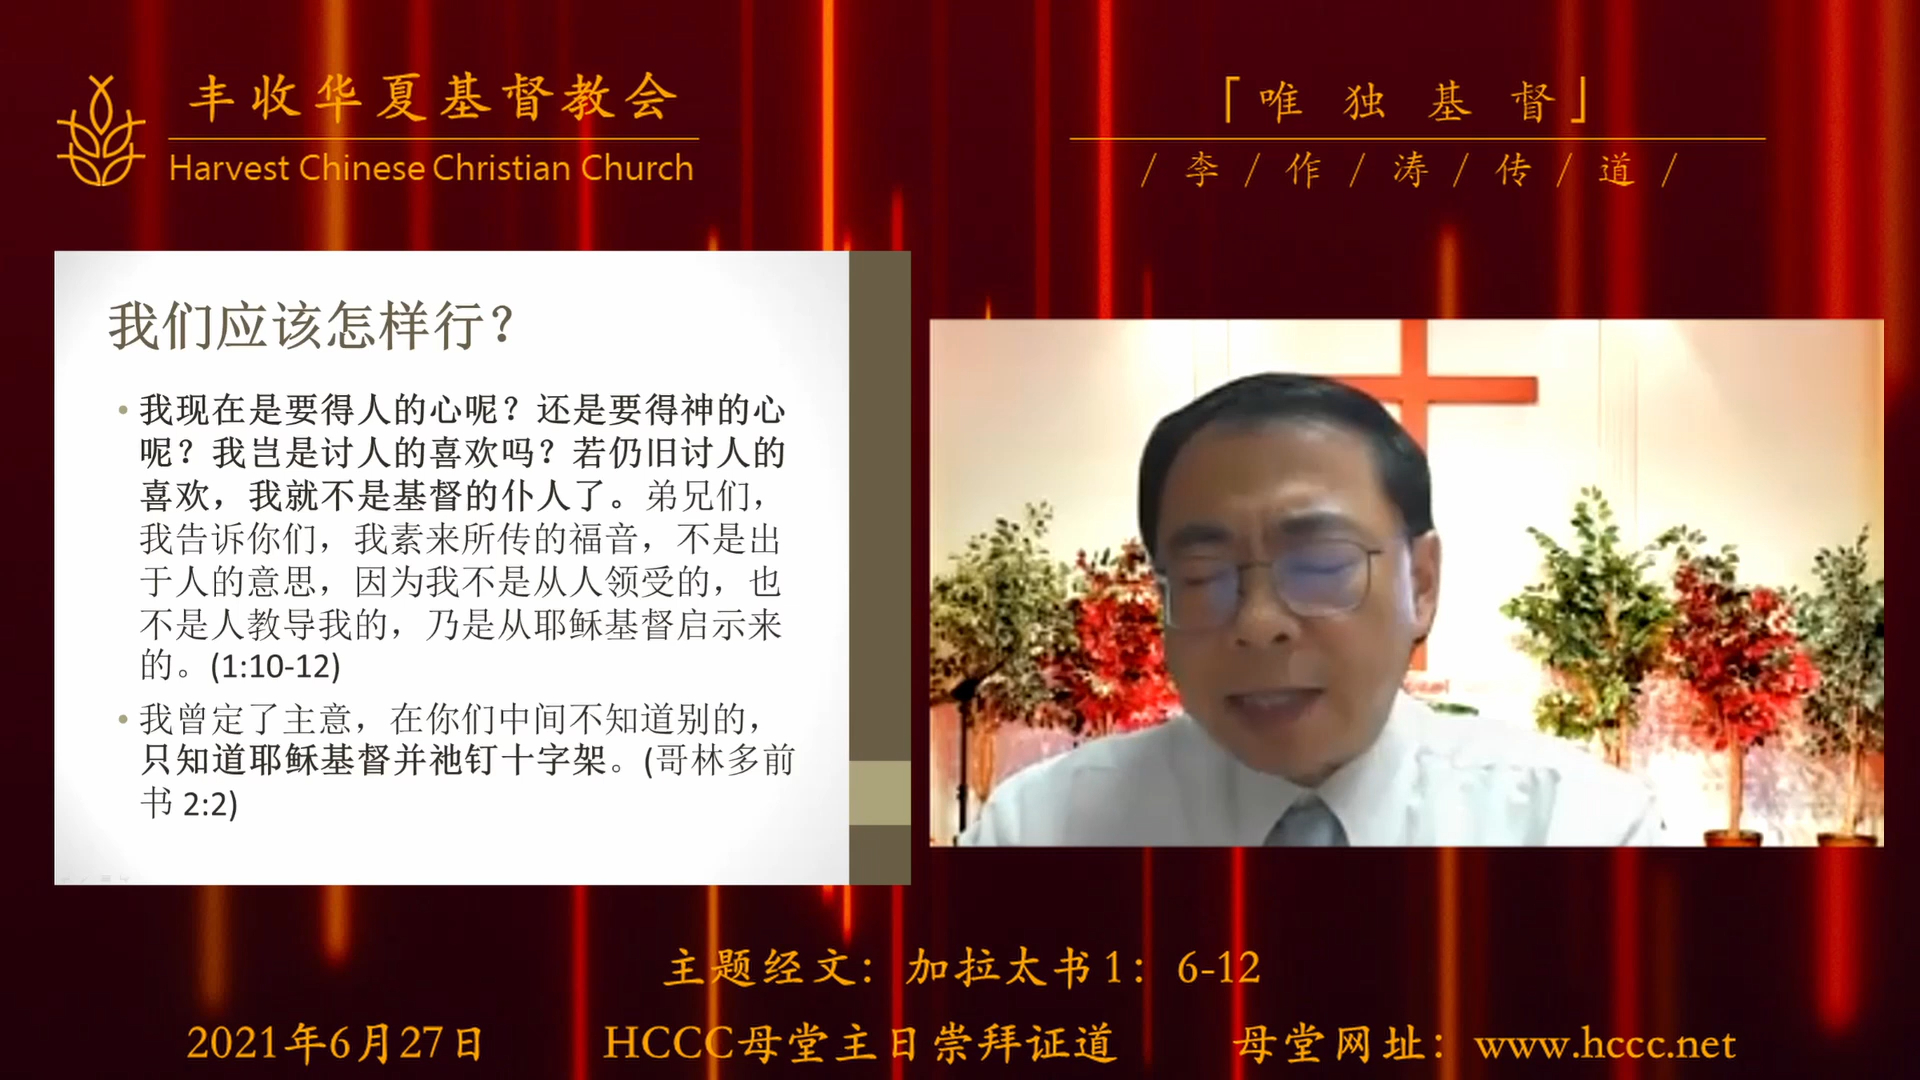 丰收华夏基督教会
Harvest Chinese Christian Church
「唯独基督」
/ 李 / 作 / 涛 / 传 / 道 /
我们应该怎样行？
• 我现在是要得人的心呢？还是要得神的心
呢？我岂是讨人的喜欢吗？若仍旧讨人的
喜欢，我就不是基督的仆人了。弟兄们，
我告诉你们，我素来所传的福音，不是出
于人的意思，因为我不是从人领受的，也
不是人教导我的，乃是从耶稣基督启示来
的。(1:10-12)
• 我曾定了主意，在你们中间不知道别的，
只知道耶稣基督并祂钉十字架。(哥林多前
书 2:2)
主题经文：加拉太书1：6-12
2021年6月27日 HCCC母堂主日崇拜证道 母堂网址：www.hccc.net